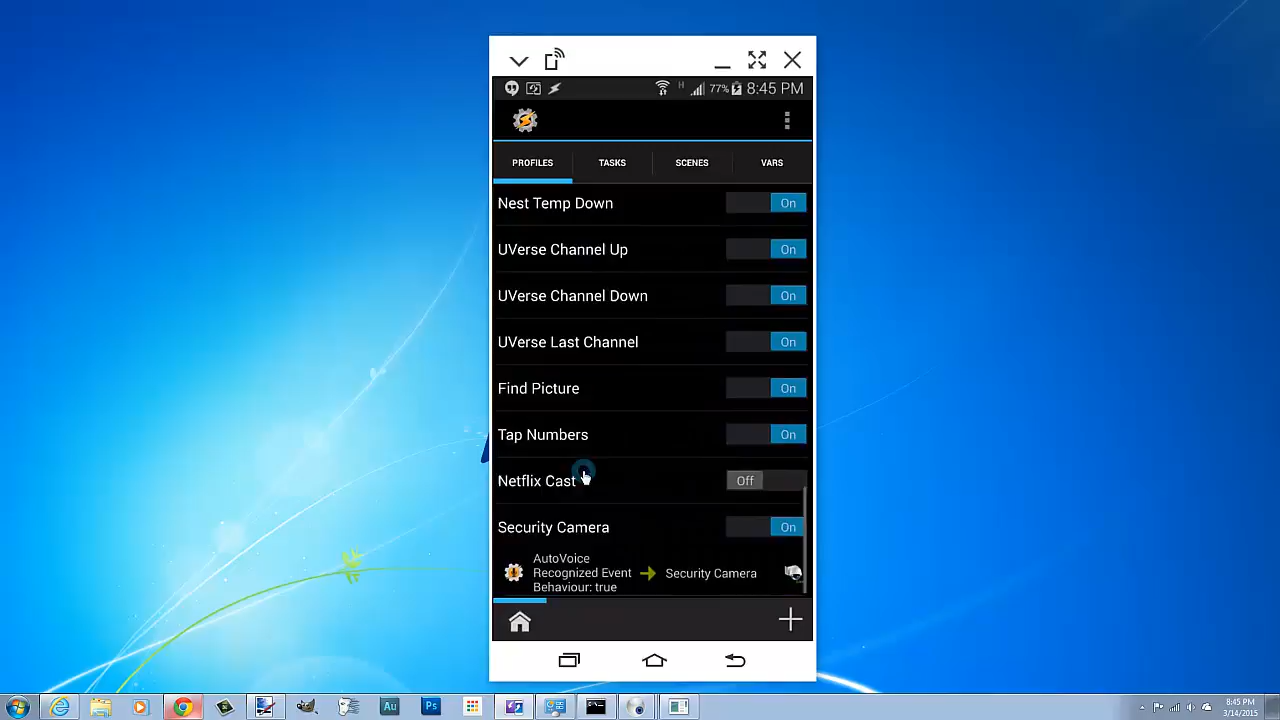 77% 8:45 PM
PROFILES TASKS SCENES VARS
Nest Temp Down On
UVerse Channel Up On
UVerse Channel Down On
UVerse Last Channel On
Find Picture On
Tap Numbers On
Netflix Cast Off
Security Camera On
AutoVoice
Recognized Event
Behaviour: true
Security Camera
Au Ps
8:45 PM
3/14/2015